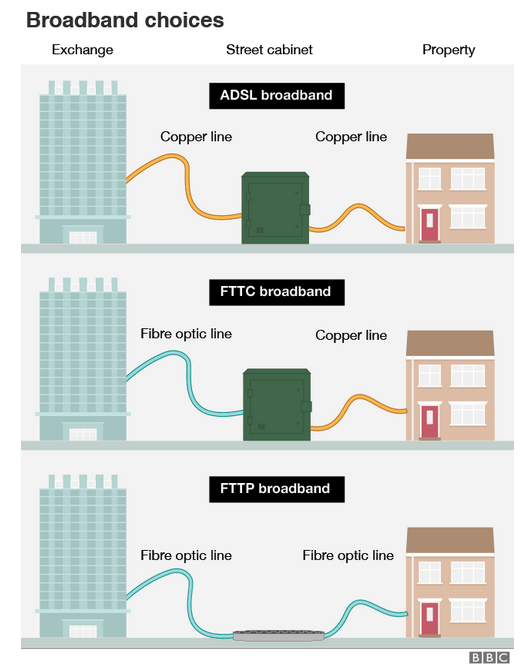 Broadband choices
Exchange
Street cabinet
Property
ADSL broadband
Copper line
Copper line
FTTC broadband
Fibre optic line
Copper line
FTTP broadband
Fibre optic line
Fibre optic line
BBC